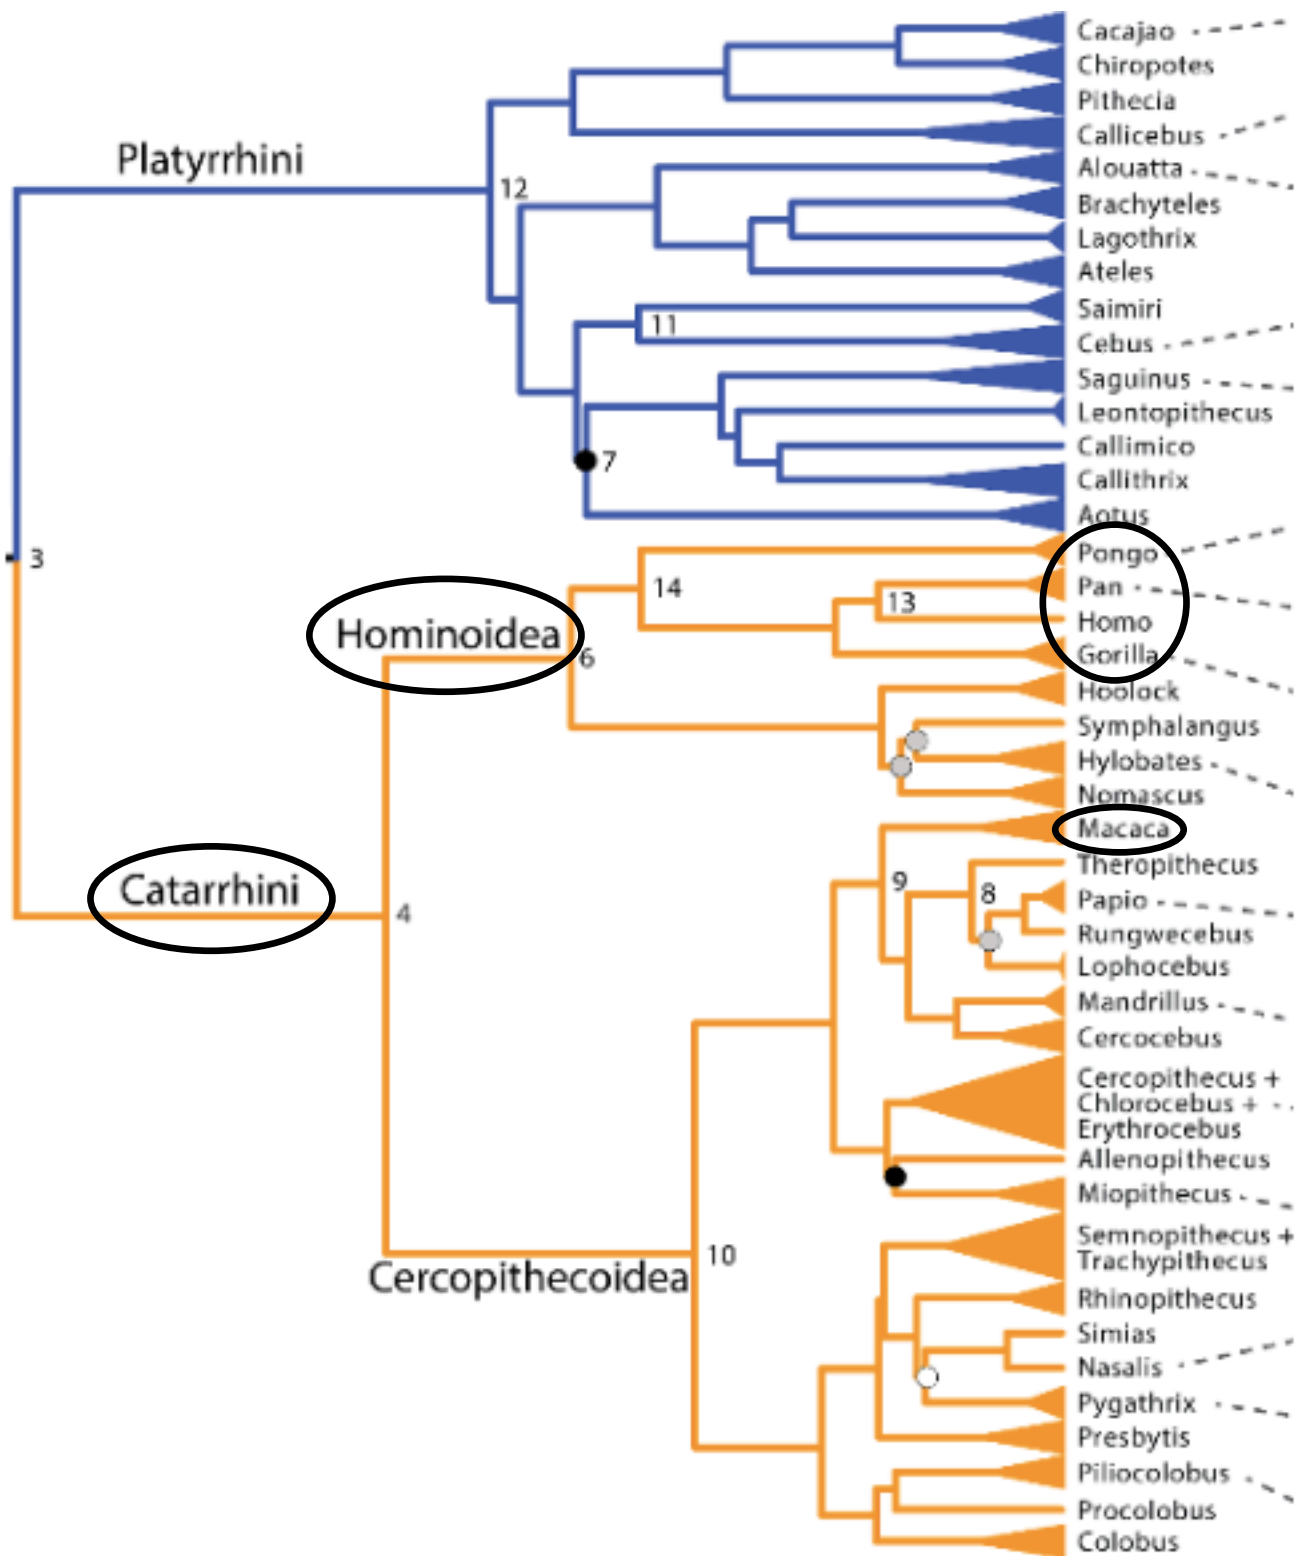 Cacajao
Chiropotes
Pithecia
Callicebus
Platyrrhini
Alouatta
12
Brachyteles
Lagothrix
Ateles
Saimiri
11
Cebus
Saguinus
Leontopithecus
Callimico
7
Callithrix
Aotus
3
Pongo
14
Pan
13
Homo
Hominoidea
6
Gorilla
Hoolock
Symphalangus
Hylobates
Nomascus
Macaca
Theropithecus
9
8
Catarrhini
Papio
4
Rungwecebus
Lophocebus
Mandrillus
Cercocebus
Cercopithecus +
Chlorocebus +
Erythrocebus
Allenopithecus
Miopithecus
Semnopithecus +
10
Trachypithecus
Cercopithecoidea
Rhinopithecus
Simias
Nasalis
Pygathrix
Presbytis
Piliocolobus
Procolobus
Colobus